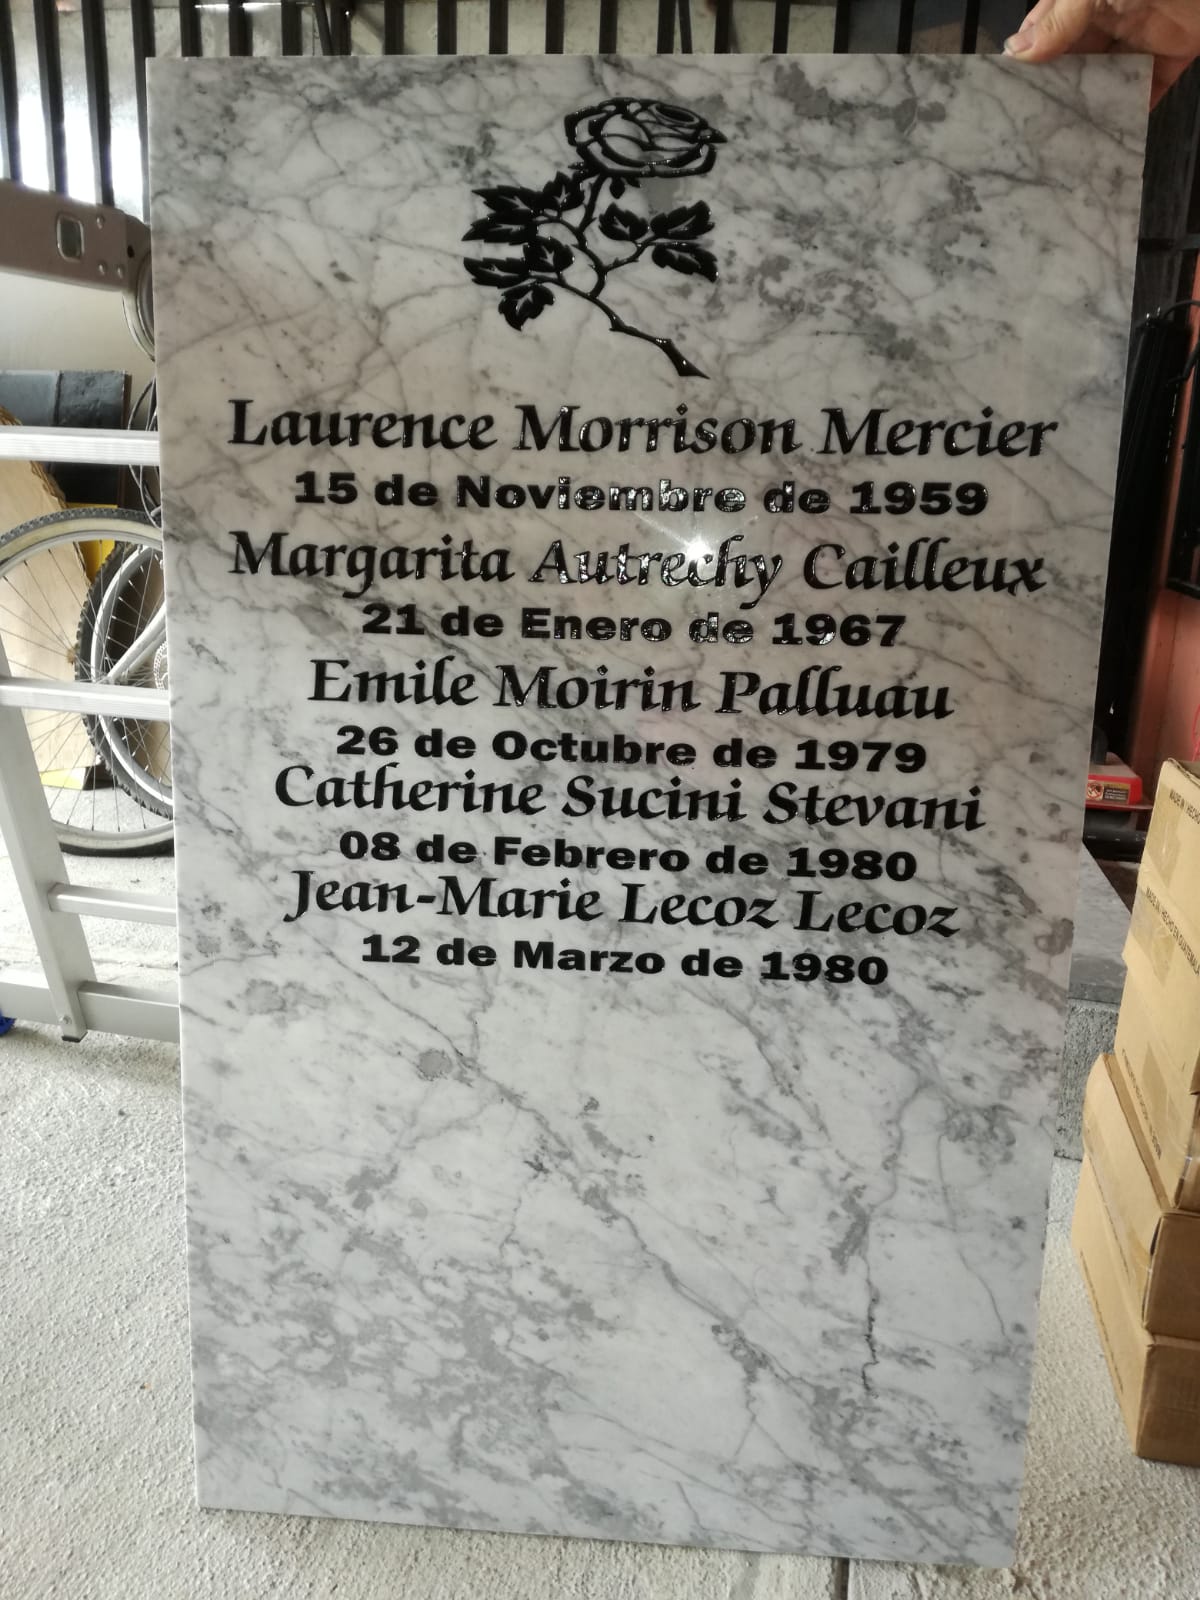 Laurence Morrison Mercier
15 de Noviembre de 1959
Margarita Autrechy Cailleux
21 de Enero de 1967
Emile Moirin Palluau
26 de Octubre de 1979
Catherine Sucini Stevani
08 de Febrero de 1980
Jean-Marie Lecoz Lecoz
12 de Marzo de 1980